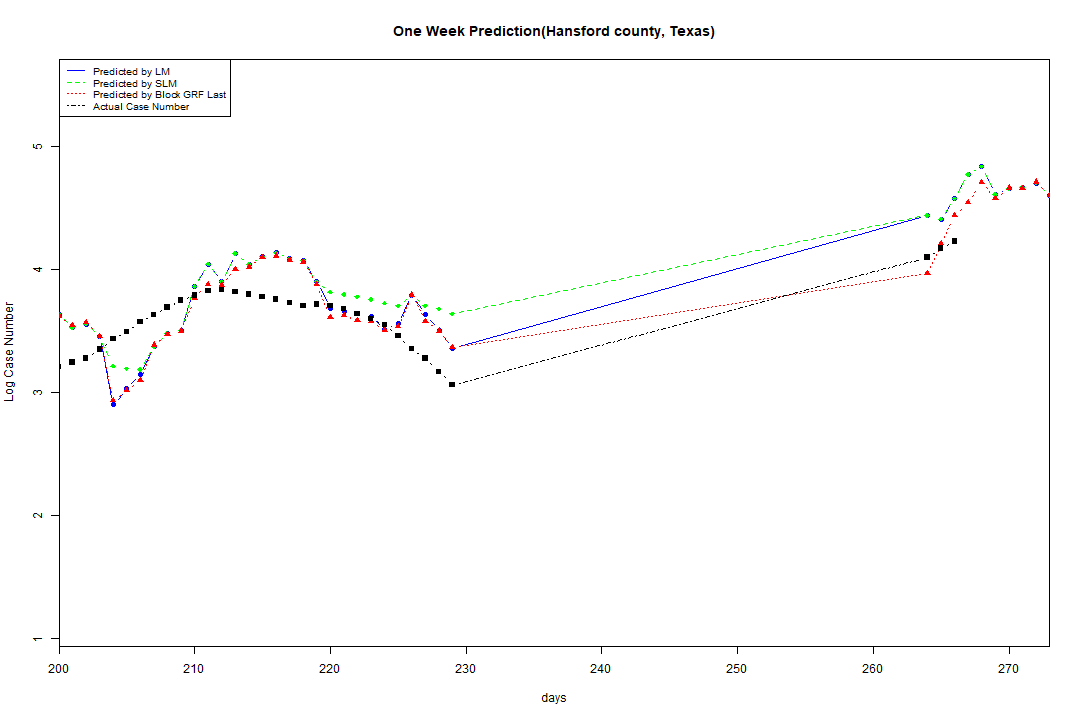 One Week Prediction(Hansford county, Texas)
Predicted by LM
Predicted by SLM
Predicted by Block GRF Last
Actual Case Number
Log Case Number
5
4
3
2
1
200 210 220 230 240 250 260 270
days